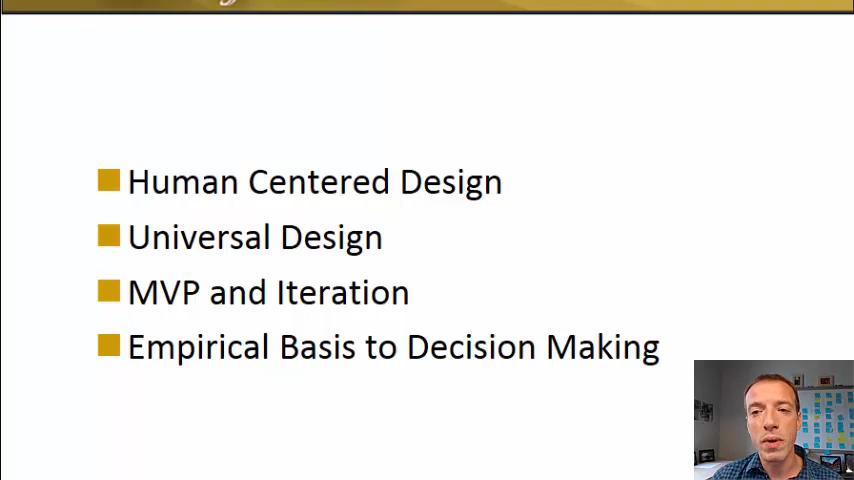 Human Centered Design
Universal Design
MVP and Iteration
Empirical Basis to Decision Making